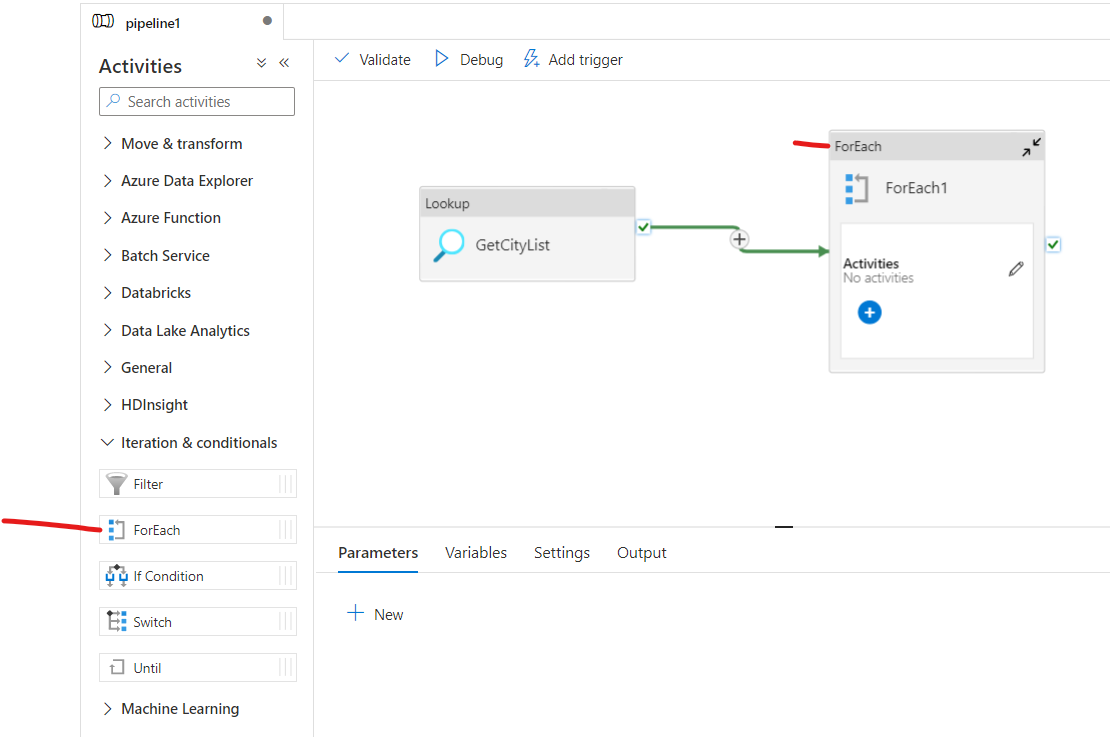 pipeline1
Activities
Search activities
Move & transform
Azure Data Explorer
Azure Function
Batch Service
Databricks
Data Lake Analytics
General
HDInsight
Iteration & conditionals
Filter
ForEach
If Condition
Switch
Until
Machine Learning
Validate Debug Add trigger
Lookup
GetCityList
ForEach
ForEach1
Activities
No activities
Parameters Variables Settings Output
New